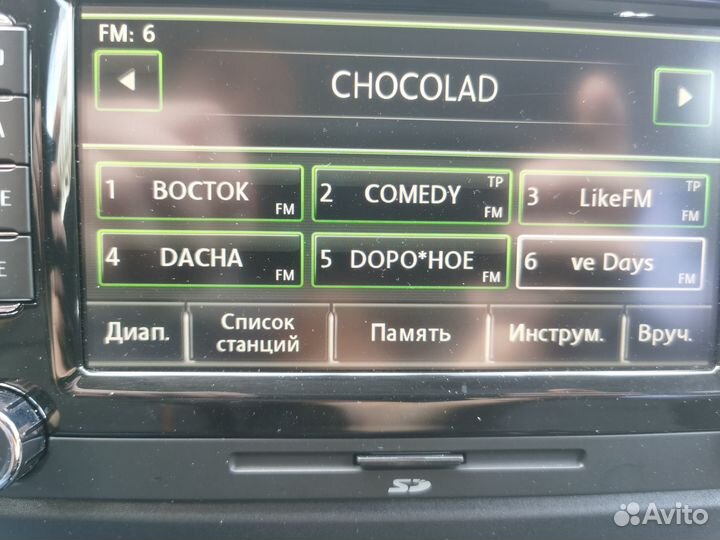 FM: 6
CHOCOLAD
1 BOCTOK FM
2 COMEDY TP FM
3 LikeFM TP FM
4 DACHA FM
5 DOPO*HOE FM
6 ve Days FM
Диап.
Список станций
Память
Инструм.
Вруч.
SD
Avito